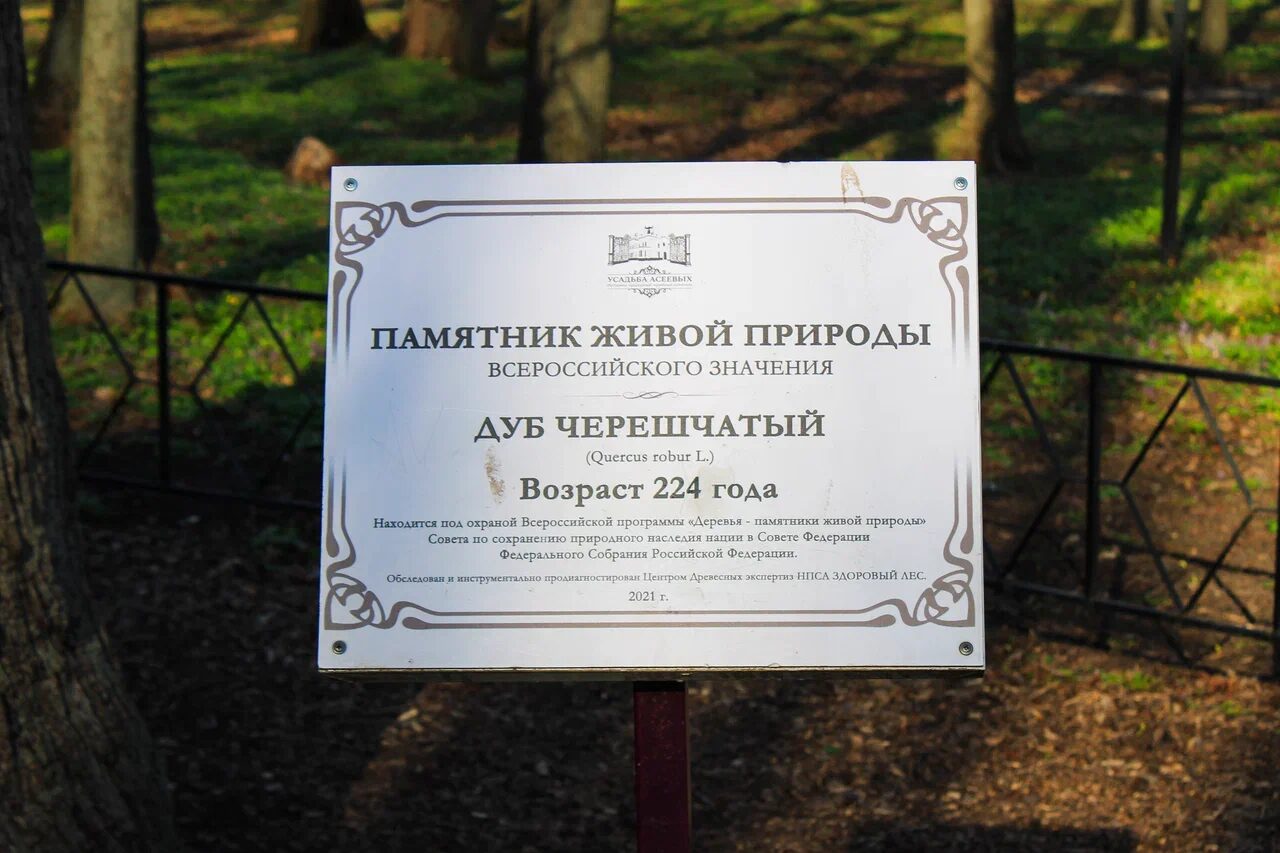 УСАДЬБА АСЕЕВЫХ
ПАМЯТНИК ЖИВОЙ ПРИРОДЫ
ВСЕРОССИЙСКОГО ЗНАЧЕНИЯ
ДУБ ЧЕРЕШЧАТЫЙ
(Quercus robur L.)
Возраст 224 года
Находится под охраной Всероссийской программы «Деревья - памятники живой природы»
Совета по сохранению природного наследия нации в Совете Федерации
Федерального Собрания Российской Федерации.
Обследован и инструментально продиагностирован Центром Древесных экспертиз НПСА ЗДОРОВЫЙ ЛЕС.
2021 г.